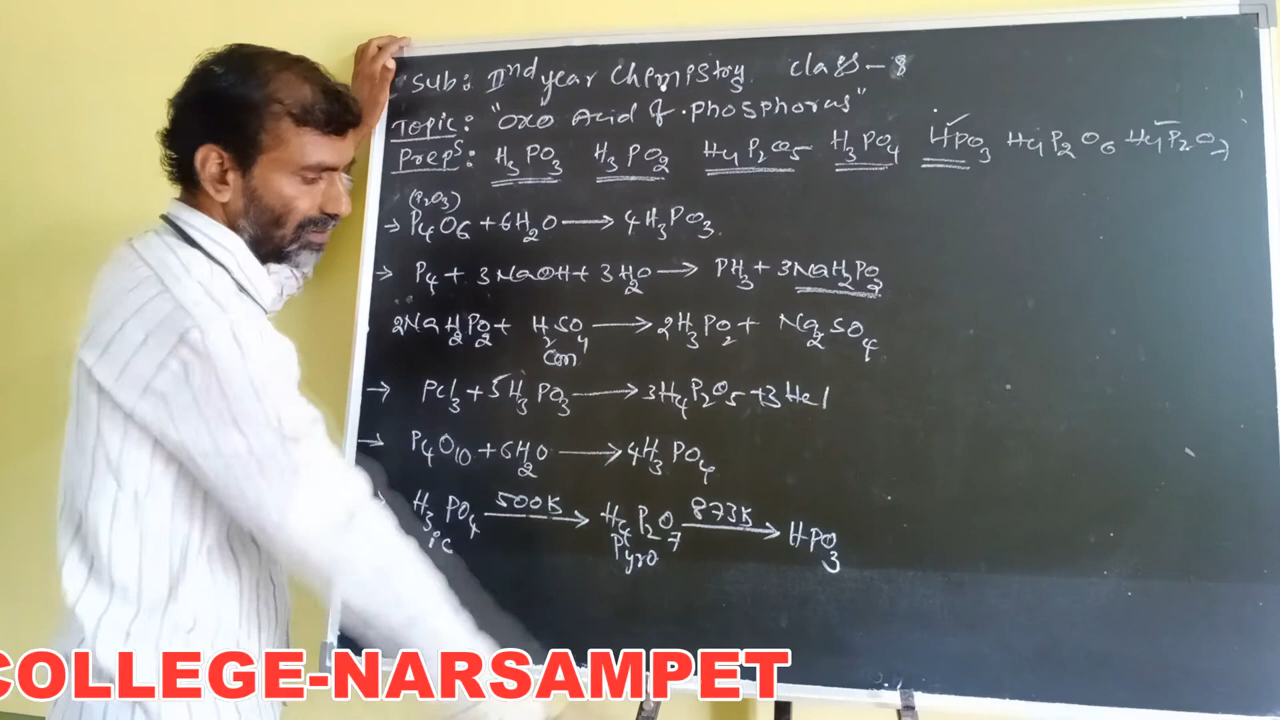 Sub: IInd year Chemistry class-8
Topic: "Oxo Acid of Phosphorus"
Preps: H3PO3 H3PO2 H4P2O5 H3PO4 HPO3 H4P2O6 H4P2O7
(P2O3)
→ P4O6 + 6H2O → 4H3PO3.
→ P4 + 3NaOH + 3H2O → PH3 + 3NaH2PO2
2NaH2PO2 + H2SO4 → 2H3PO2 + Na2SO4
Con
→ PCl3 + 5H3PO3 → 3H4P2O5 + 3HCl
→ P4O10 + 6H2O → 4H3PO4
→ H3PO4 500K → H4P2O7 873K → HPO3
ic Pyro
COLLEGE-NARSAMPET